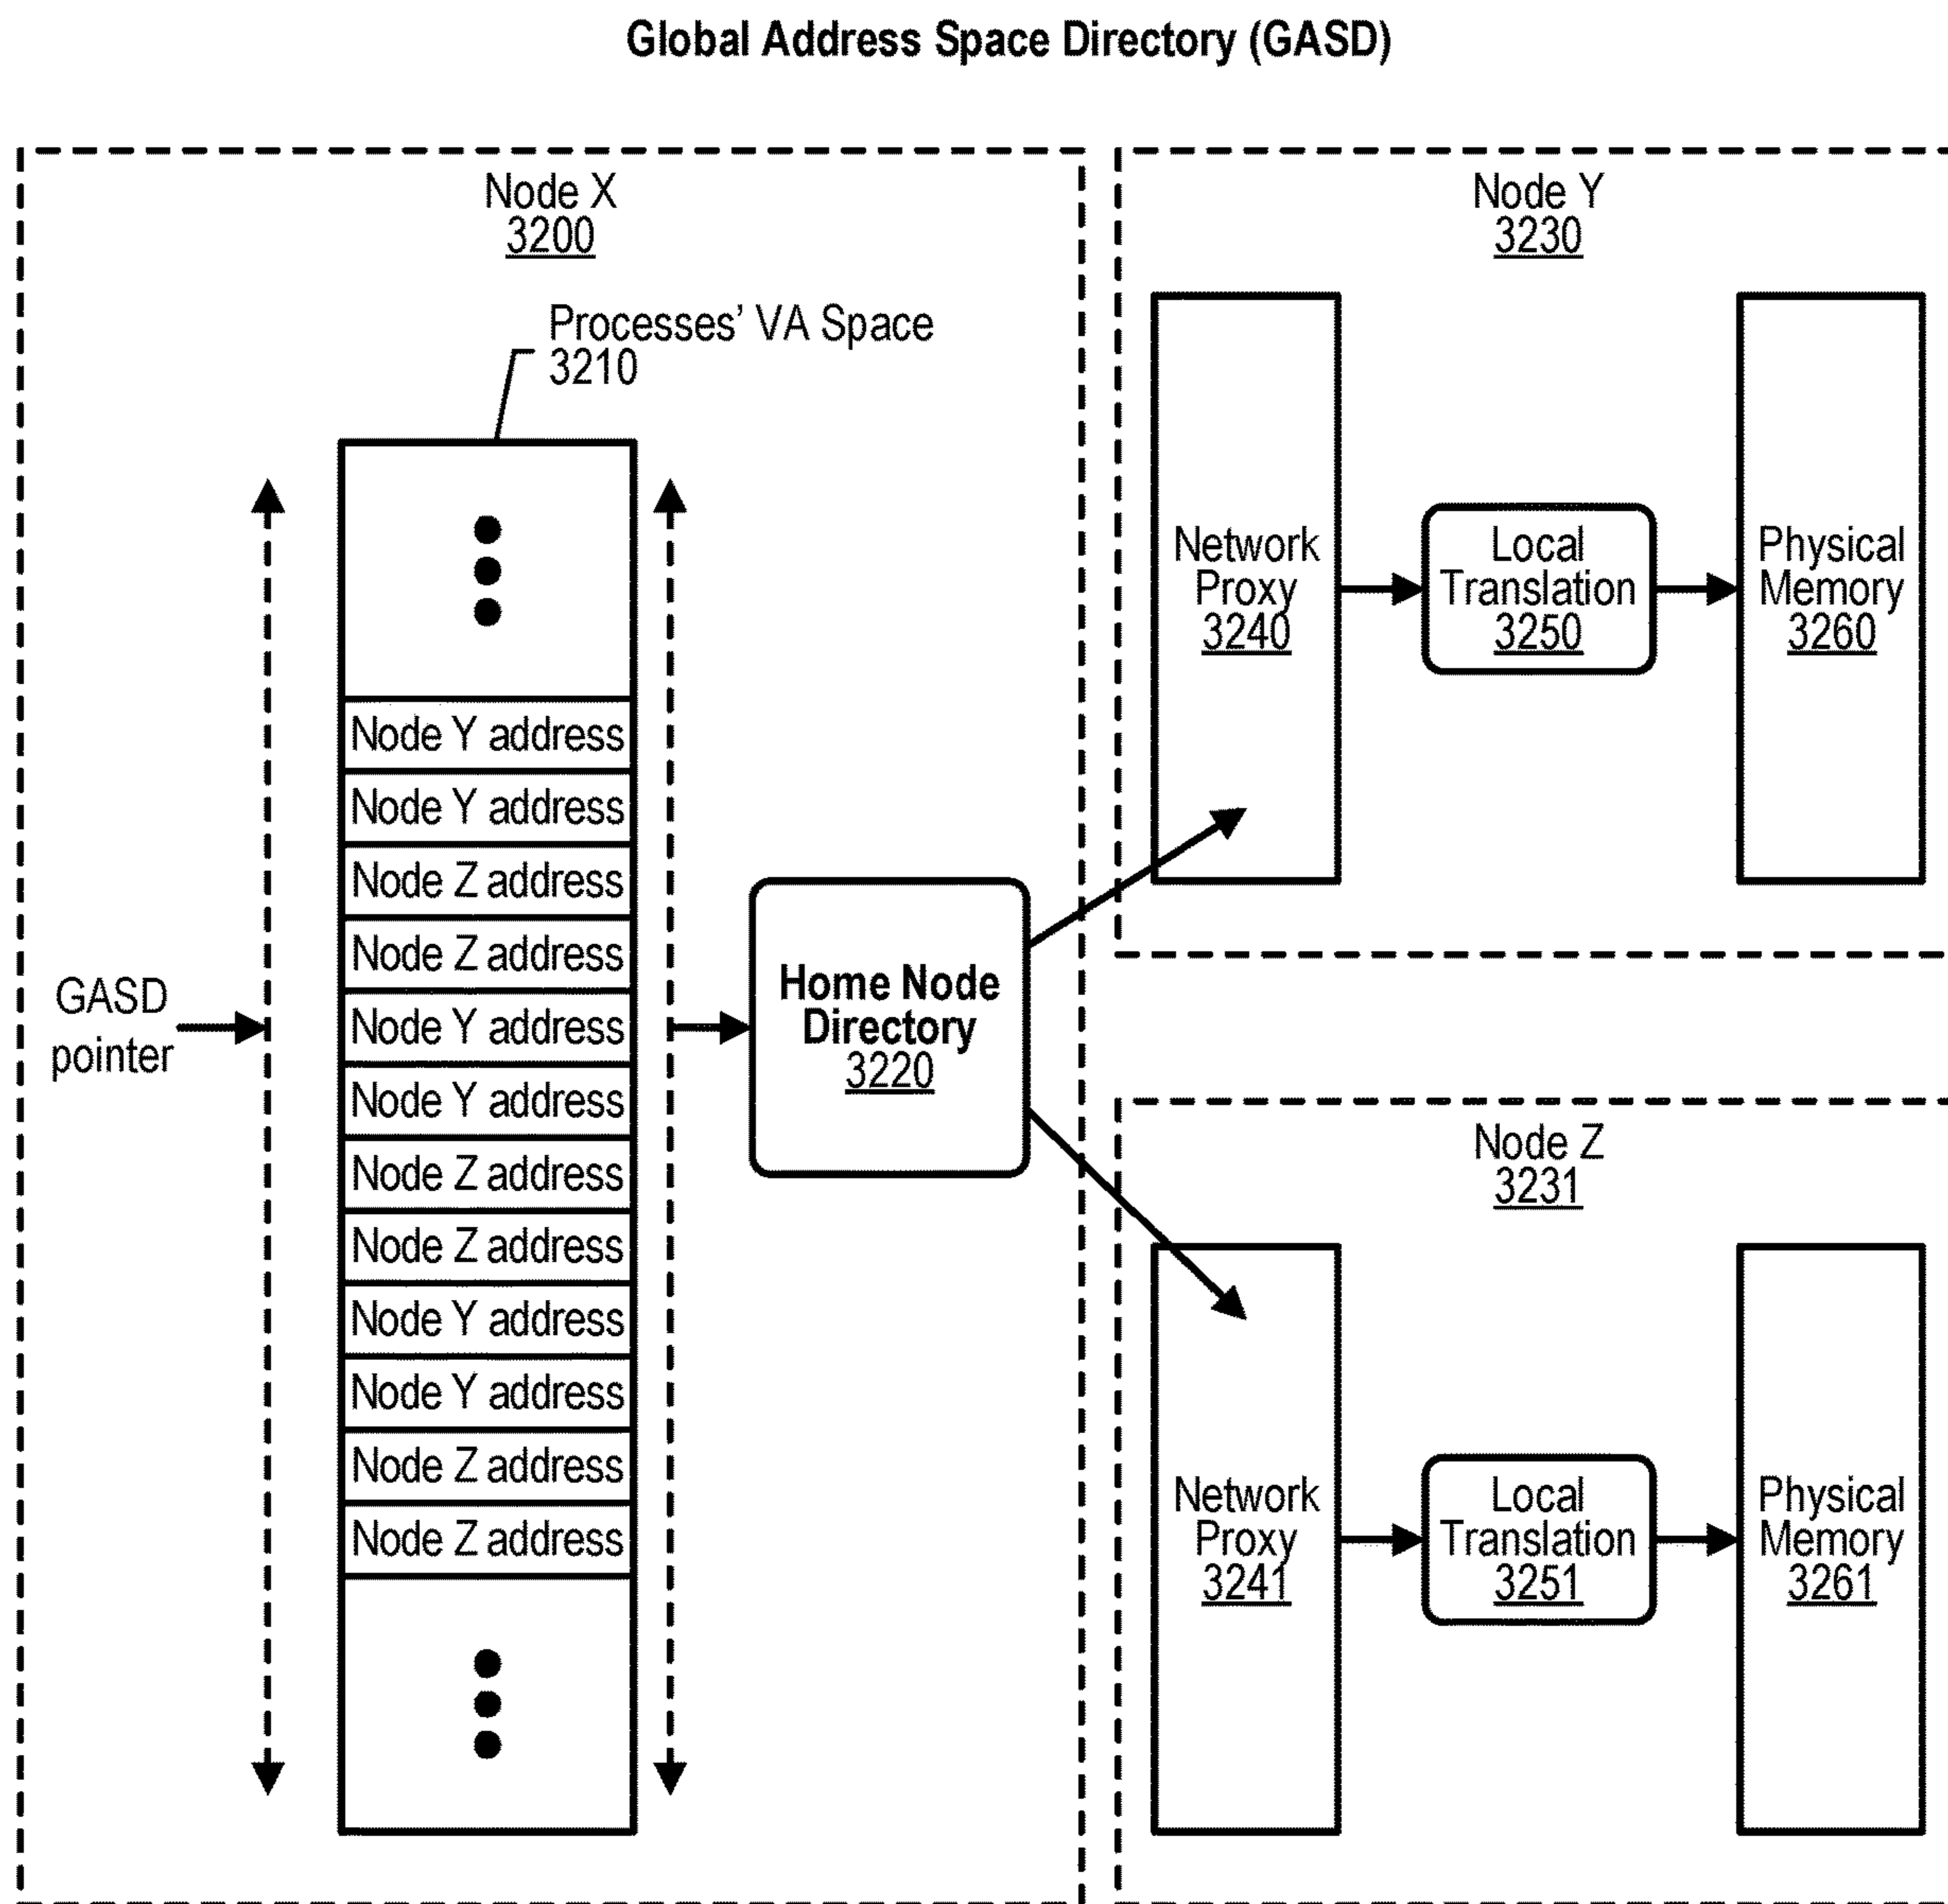 Global Address Space Directory (GASD)
Node X
3200
Processes' VA Space
3210
Node Y address
Node Y address
Node Z address
Node Z address
Node Y address
Node Y address
Node Z address
Node Z address
Node Y address
Node Y address
Node Z address
Node Z address
GASD
pointer
Home Node
Directory
3220
Node Y
3230
Network
Proxy
3240
Local
Translation
3250
Physical
Memory
3260
Node Z
3231
Network
Proxy
3241
Local
Translation
3251
Physical
Memory
3261